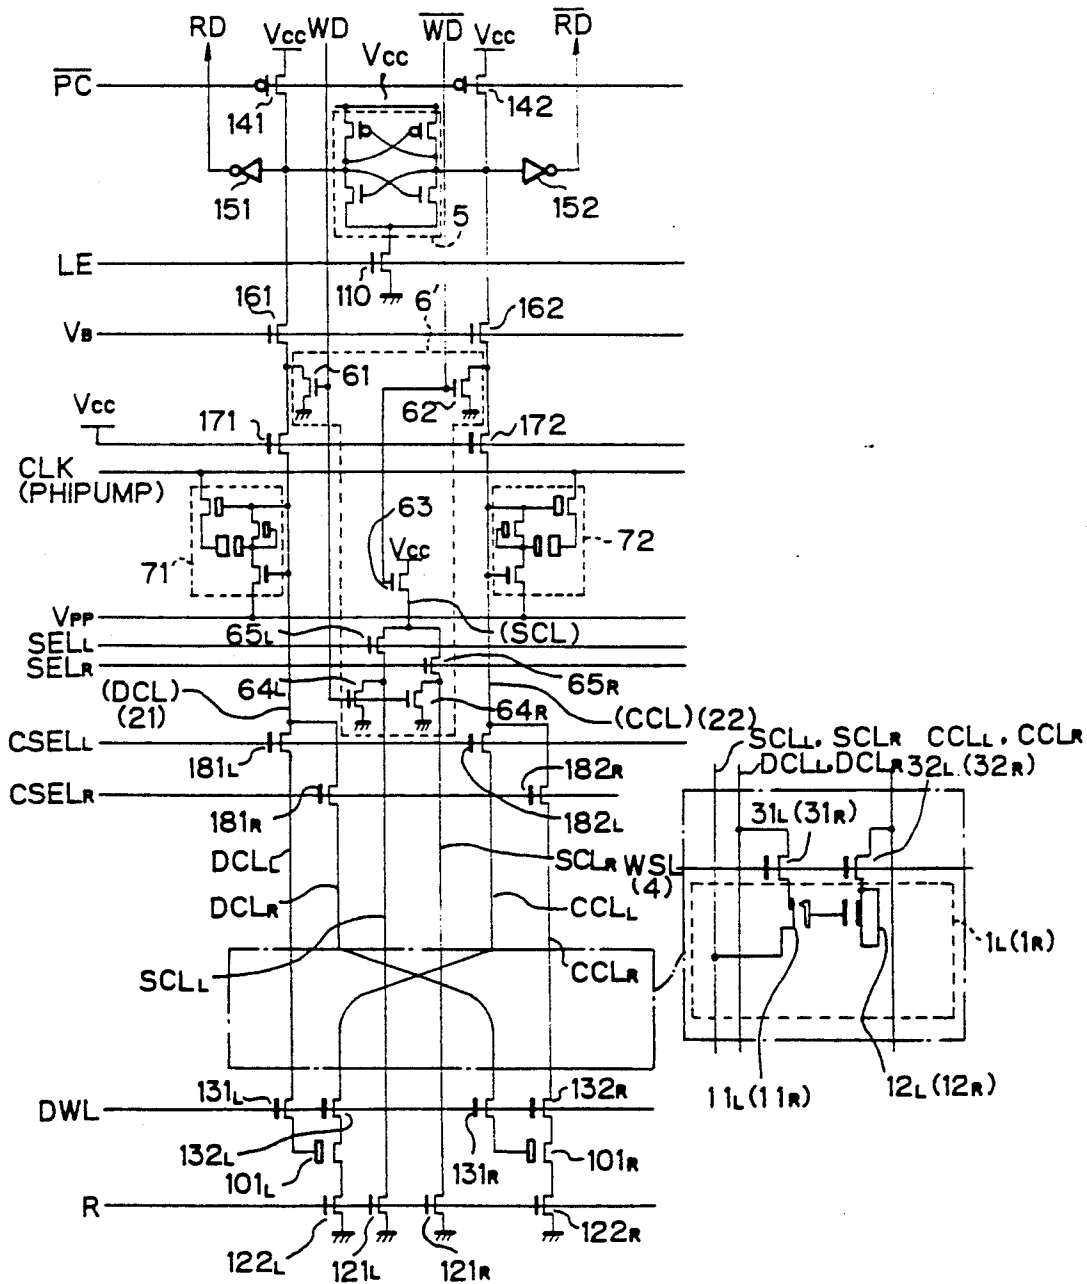 RD
Vcc
WD
W̅D̅
Vcc
R̅D̅
P̅C̅
Vcc
141
142
151
152
5
LE
110
161
6'
162
VB
61
62
Vcc
171
172
CLK
(PHIPUMP)
63
Vcc
71
72
VPP
65L
(SCL)
SELL
SELR
64L
65R
(DCL)
(21)
64R
(CCL)(22)
CSELL
181L
182R
SCLL, SCLR CCLL, CCLR
DCLL, DCLR 32L (32R)
CSELR
181R
182L
31L (31R)
DCLL
SCLR
WSL
(4)
DCLR
CCLL
1L (1R)
SCLL
CCLR
11L (11R)
12L (12R)
131L
132R
DWL
132L
131R
101L
101R
R
122L
121L
121R
122R